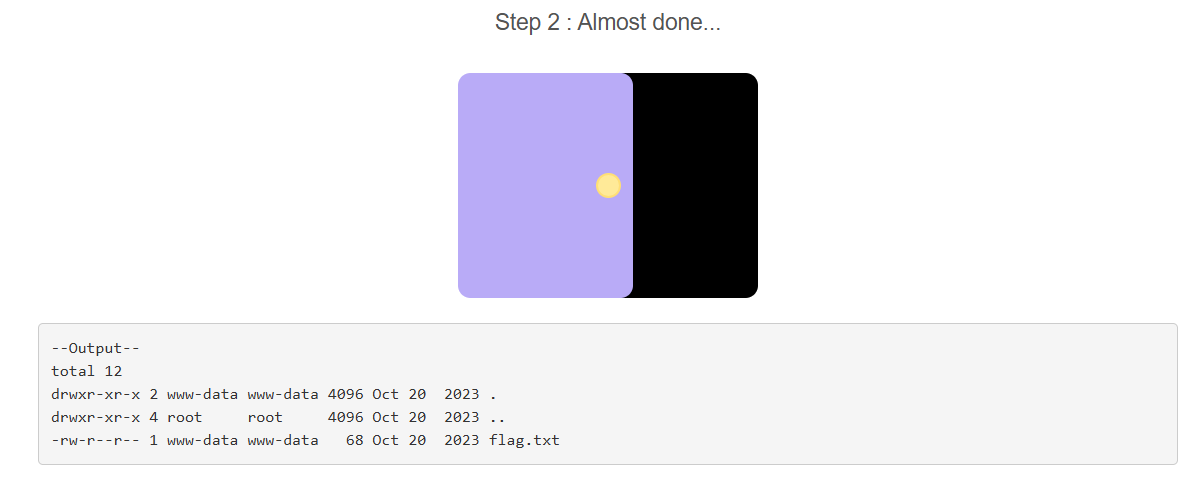 Step 2 : Almost done...
--Output--
total 12
drwxr-xr-x 2 www-data www-data 4096 Oct 20  2023 .
drwxr-xr-x 4 root     root     4096 Oct 20  2023 ..
-rw-r--r-- 1 www-data www-data   68 Oct 20  2023 flag.txt